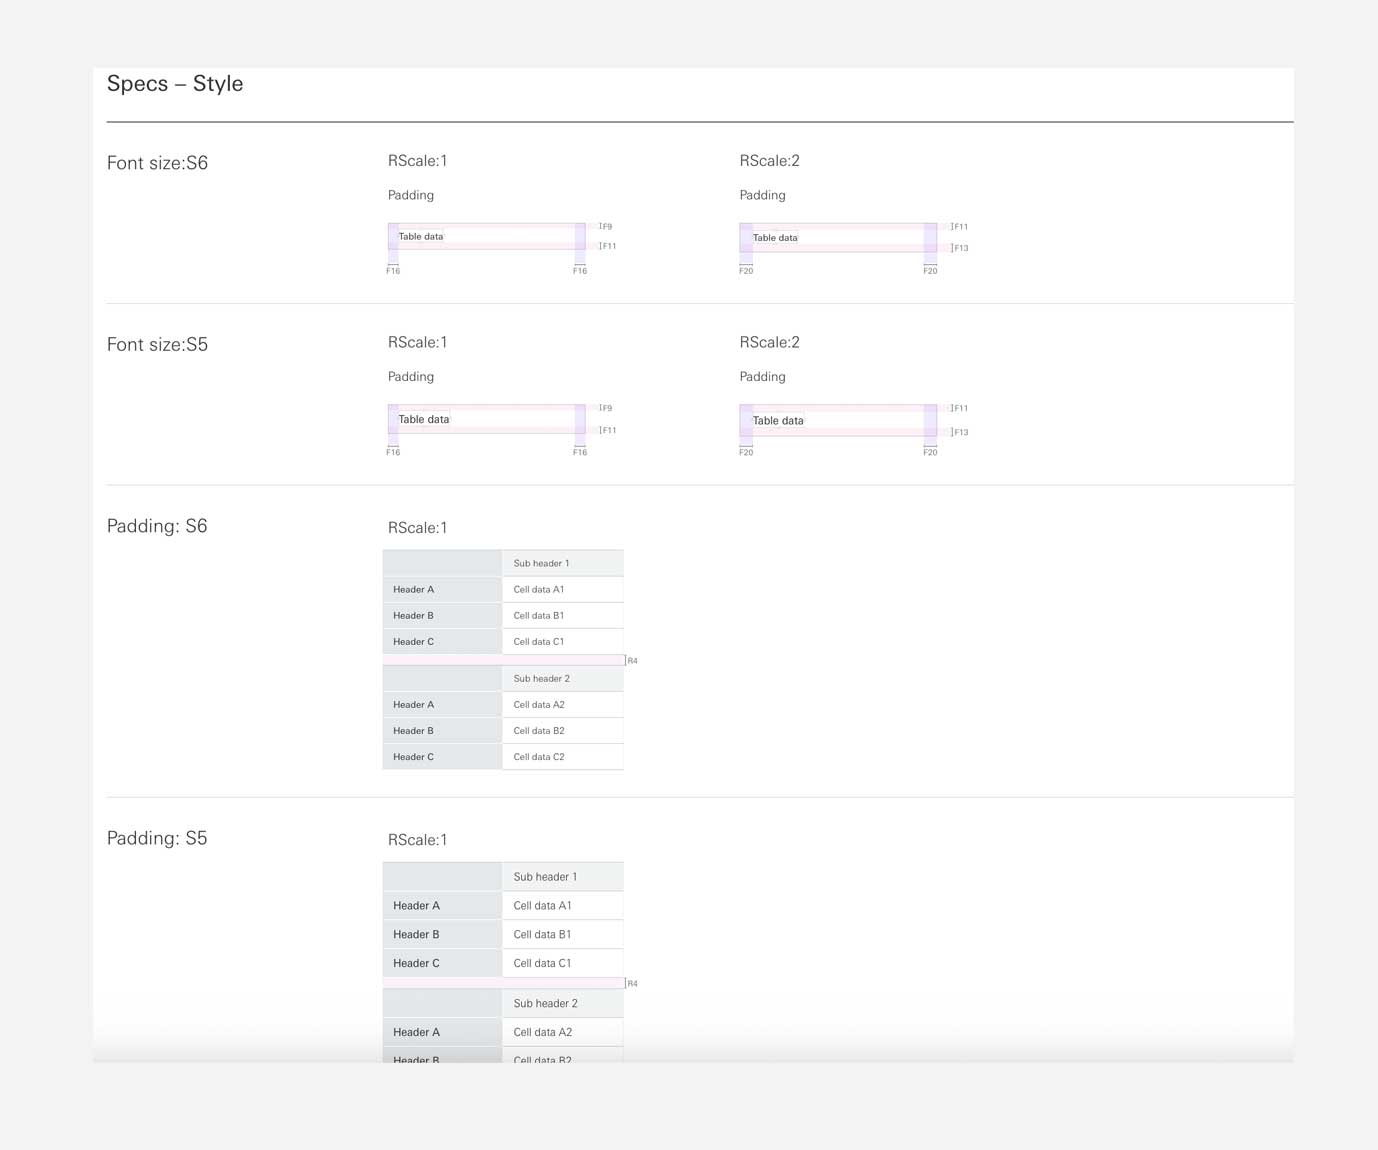 Specs – Style
Font size:S6
RScale:1
RScale:2
Padding
Padding
Table data
F9
F11
F16
F16
Table data
F11
F13
F20
F20
Font size:S5
RScale:1
RScale:2
Padding
Padding
Table data
F9
F11
F16
F16
Table data
F11
F13
F20
F20
Padding: S6
RScale:1
Sub header 1
Header A Cell data A1
Header B Cell data B1
Header C Cell data C1
R4
Sub header 2
Header A Cell data A2
Header B Cell data B2
Header C Cell data C2
Padding: S5
RScale:1
Sub header 1
Header A Cell data A1
Header B Cell data B1
Header C Cell data C1
R4
Sub header 2
Header A Cell data A2
Header B Cell data B2